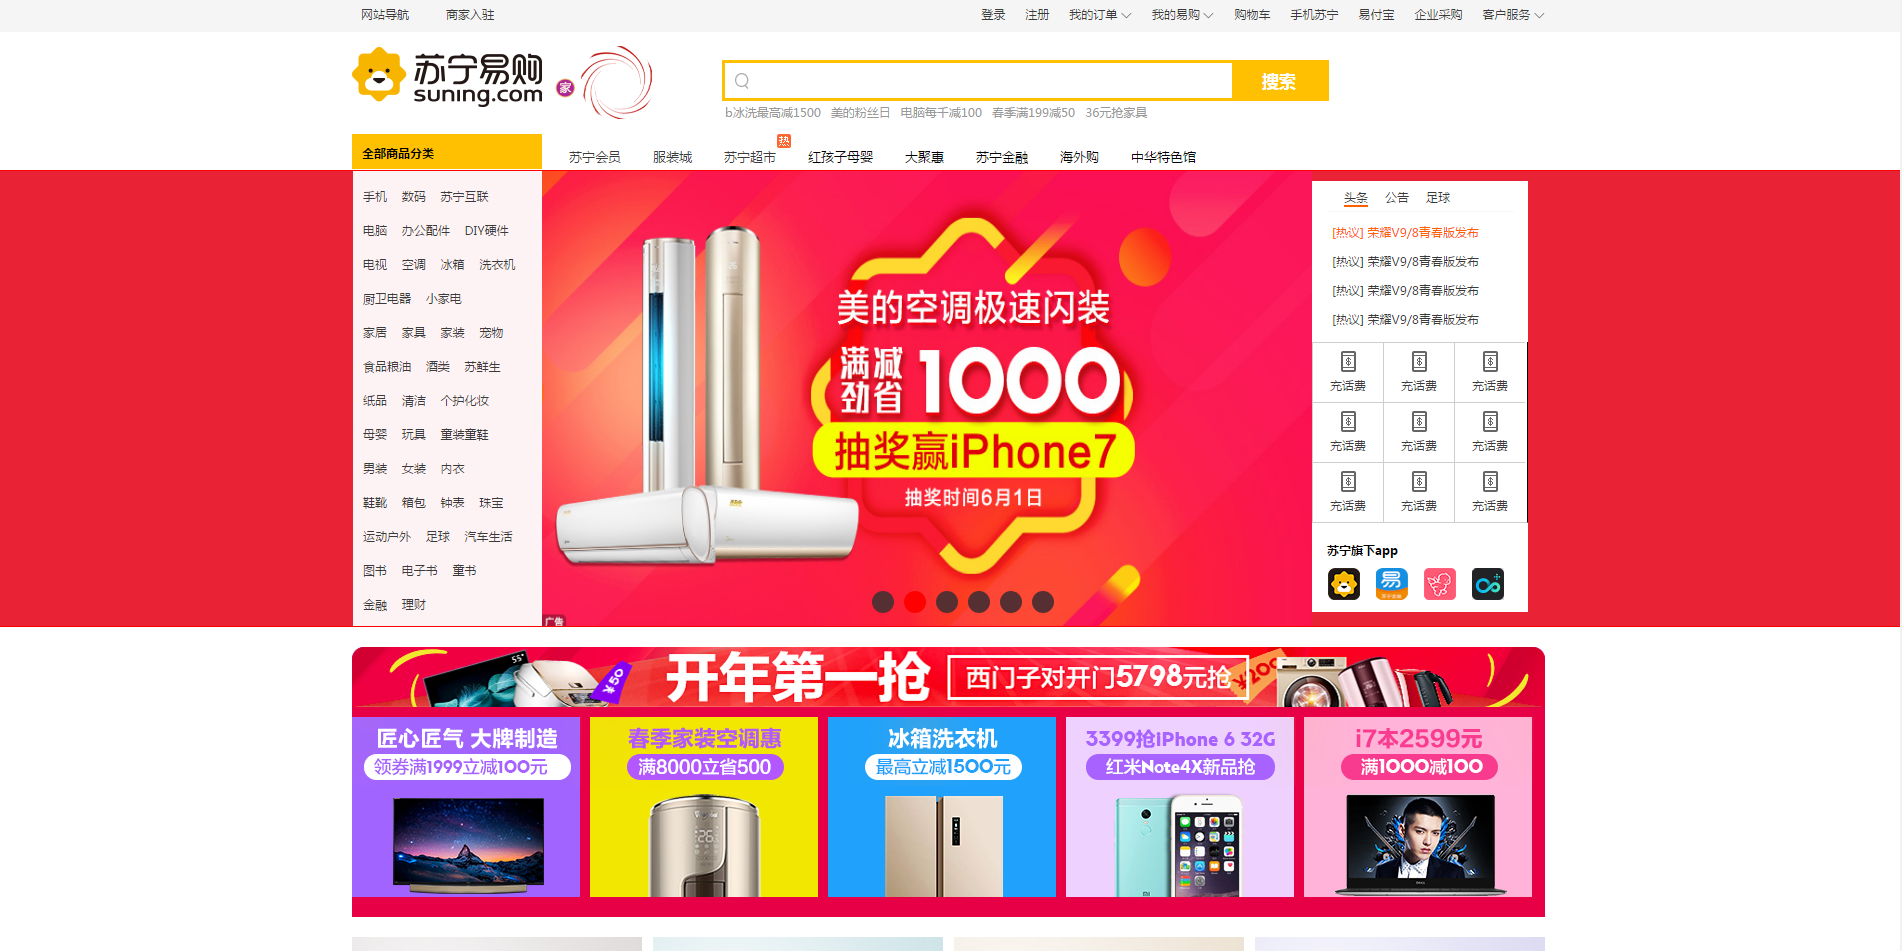 网站导航 商家入驻 登录 注册 我的订单 我的易购 购物车 手机苏宁 易付宝 企业采购 客户服务
苏宁易购
suning.com
家
搜索
b冰洗最高减1500 美的粉丝日 电脑每千减100 春季满199减50 36元抢家具
热
全部商品分类 苏宁会员 服装城 苏宁超市 红孩子母婴 大聚惠 苏宁金融 海外购 中华特色馆
手机 数码 苏宁互联
电脑 办公配件 DIY硬件
电视 空调 冰箱 洗衣机
厨卫电器 小家电
家居 家具 家装 宠物
食品粮油 酒类 苏鲜生
纸品 清洁 个护化妆
母婴 玩具 童装童鞋
男装 女装 内衣
鞋靴 箱包 钟表 珠宝
运动户外 足球 汽车生活
图书 电子书 童书
金融 理财
美的空调极速闪装
满减
劲省
1000
抽奖赢iPhone7
抽奖时间6月1日
广告
头条 公告 足球
[热议] 荣耀V9/8青春版发布
[热议] 荣耀V9/8青春版发布
[热议] 荣耀V9/8青春版发布
[热议] 荣耀V9/8青春版发布
充话费 充话费 充话费
充话费 充话费 充话费
充话费 充话费 充话费
苏宁旗下app
易
55"
¥50
开年第一抢 西门子对开门5798元抢
¥200
匠心匠气 大牌制造
领券满1999立减100元
春季家装空调惠
满8000立省500
26
冰箱洗衣机
最高立减1500元
3399抢IPhone 6 32G
红米Note4X新品抢
mi
i7本2599元
满1000减100